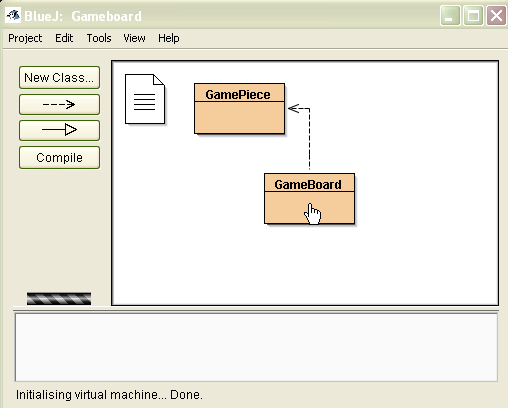 BlueJ: Gameboard
Project Edit Tools View Help
New Class...
Compile
GamePiece
GameBoard
Initialising virtual machine... Done.